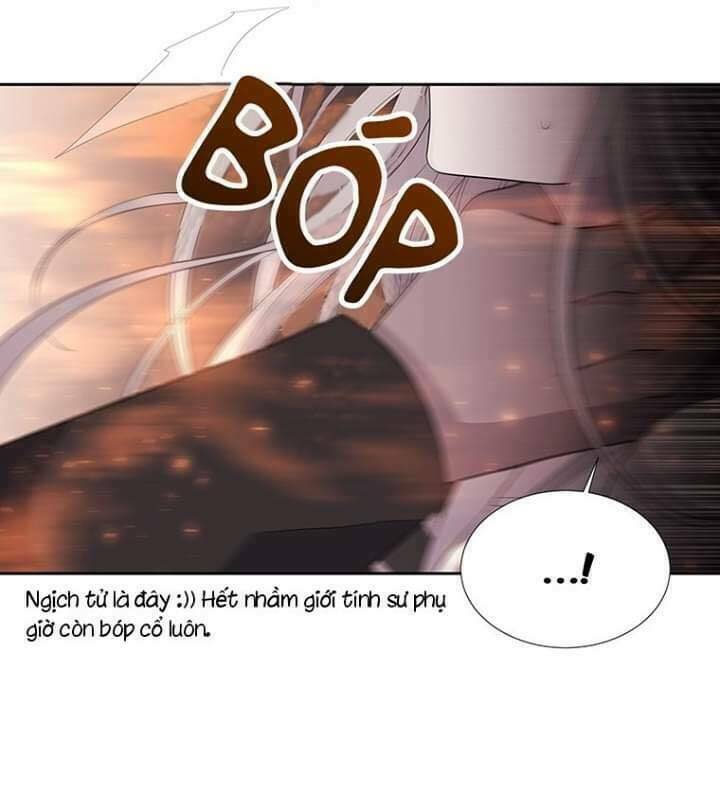 BÓP
...!
Ngịch tử là đây :)) Hết nhầm giới tính sư phụ
giờ còn bóp cổ luôn.